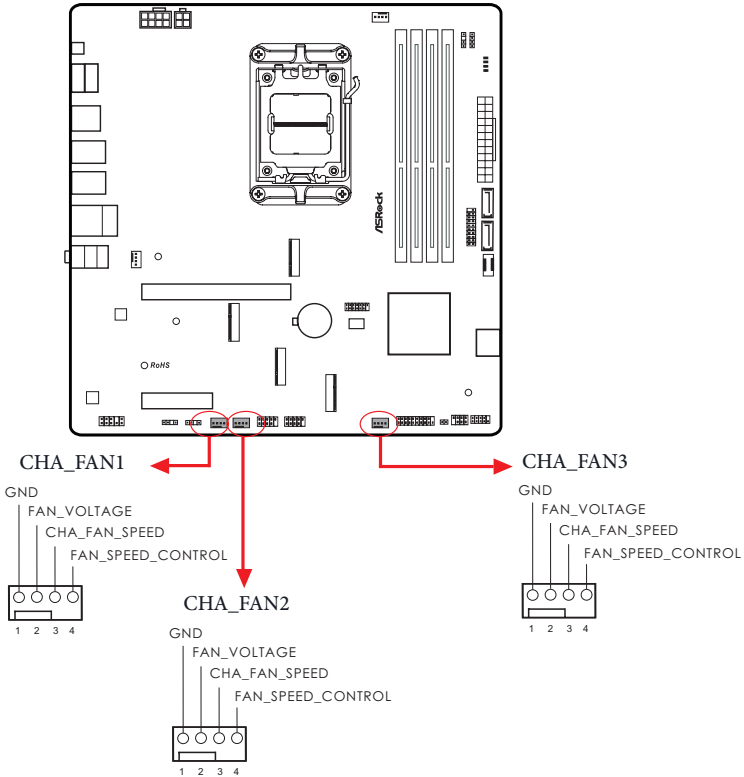 ASRock
RoHS
CHA_FAN1
GND
FAN_VOLTAGE
CHA_FAN_SPEED
FAN_SPEED_CONTROL
1 2 3 4
CHA_FAN2
GND
FAN_VOLTAGE
CHA_FAN_SPEED
FAN_SPEED_CONTROL
1 2 3 4
CHA_FAN3
GND
FAN_VOLTAGE
CHA_FAN_SPEED
FAN_SPEED_CONTROL
1 2 3 4